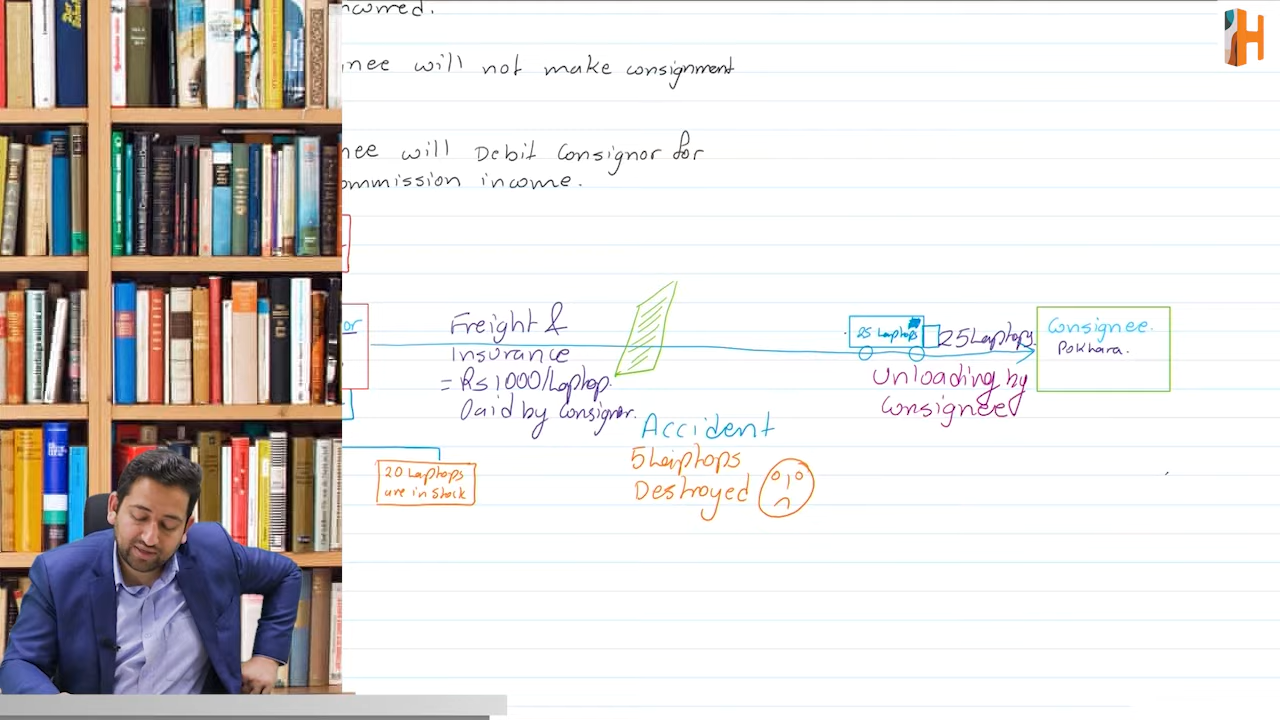 incurred.
nee will not make consignment
nee will Debit Consignor for
ommission income.
or
Freight &
Insurance
= Rs 1000/Laptop.
Paid by Consignor.
25 Laptops
25 Laptops
Consignee.
Pokhara.
Unloading by
Consignee
Accident
5 Laiptops
Destroyed
20 Laptops
are in stock
H